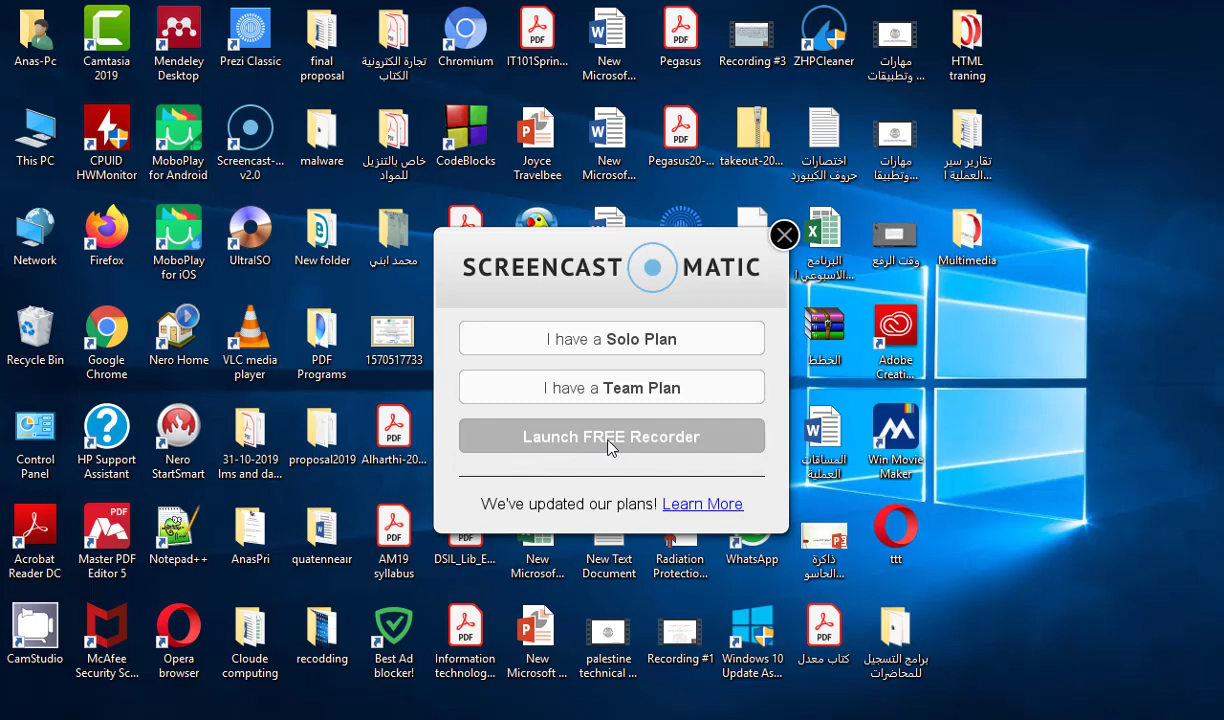 Anas-Pc
Camtasia
2019
Mendeley
Desktop
Prezi Classic
final
proposal
تجارة الكترونية
الكتاب
Chromium
IT101Sprin...
New
Microsof...
Pegasus
Recording #3
ZHPCleaner
مهارات
وتطبيقات ...
HTML
traning
This PC
CPUID
HWMonitor
MoboPlay
for Android
Screencast-...
v2.0
malware
خاص بالتنزيل
للمواد
CodeBlocks
Joyce
Travelbee
New
Microsof...
Pegasus20-...
takeout-20...
اختصارات
حروف الكيبورد
مهارات
وتطبيقا...
تقارير سير
العملية ا...
Network
Firefox
MoboPlay
for iOS
UltraISO
New folder
محمد ابني
البرنامج
الاسبوعي ا...
وقت الرفع
Multimedia
SCREENCAST MATIC
I have a Solo Plan
I have a Team Plan
Launch FREE Recorder
We've updated our plans! Learn More
Recycle Bin
Google
Chrome
Nero Home
VLC media
player
PDF
Programs
1570517733
الخطط
Adobe
Creati...
Control
Panel
HP Support
Assistant
Nero
StartSmart
31-10-2019
lms and da...
proposal2019
Alharthi-20...
المساقات
العملية
Win Movie
Maker
Acrobat
Reader DC
Master PDF
Editor 5
Notepad++
AnasPri
quatenneaır
AM19
syllabus
DSIL_Lib_E...
New
Microsof...
New Text
Document
Radiation
Protectio...
WhatsApp
ذاكرة
الحاسو...
ttt
CamStudio
McAfee
Security Sc...
Opera
browser
Cloude
computing
recodding
Best Ad
blocker!
Information
technolog...
New
Microsoft ...
palestine
technical ...
Recording #1
Windows 10
Update As...
كتاب معدل
برامج التسجيل
للمحاضرات